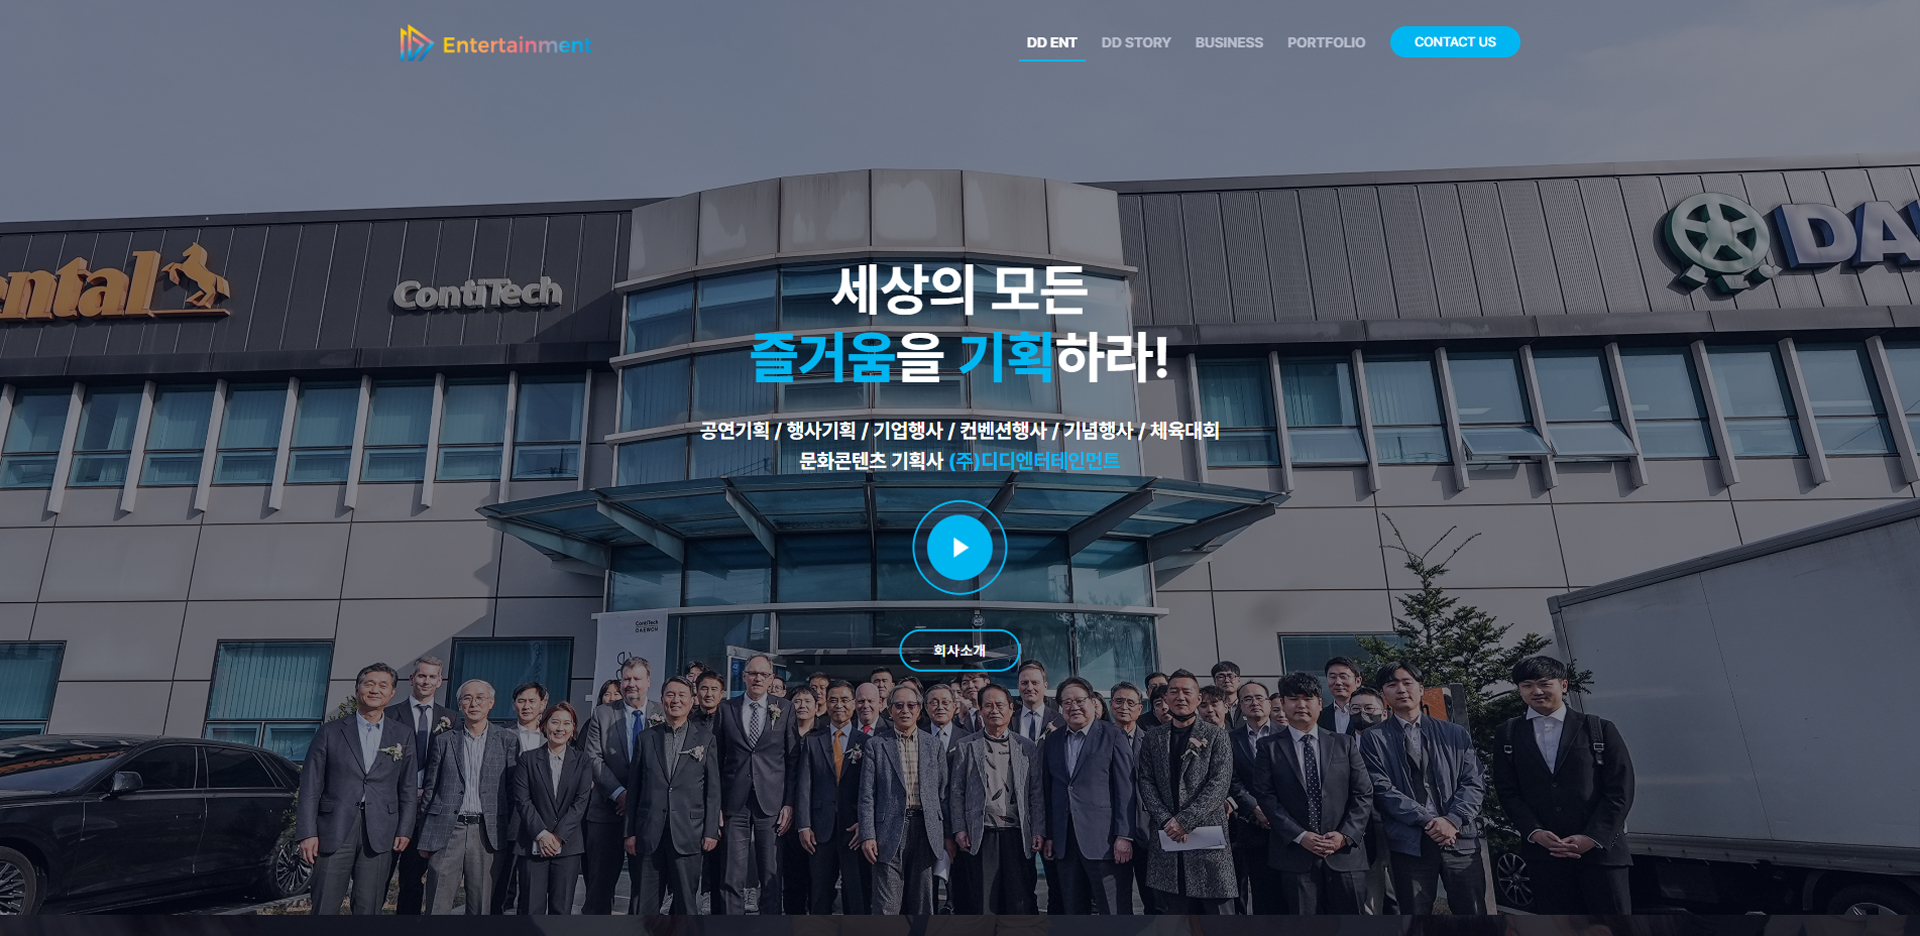 Entertainment
DD ENT
DD STORY
BUSINESS
PORTFOLIO
CONTACT US
ContiTech
세상의 모든
즐거움을 기획하라!
공연기획 / 행사기획 / 기업행사 / 컨벤션행사 / 기념행사 / 체육대회
문화콘텐츠 기획사 (주)디디엔터테인먼트
회사소개
ContiTech
DAEWOO